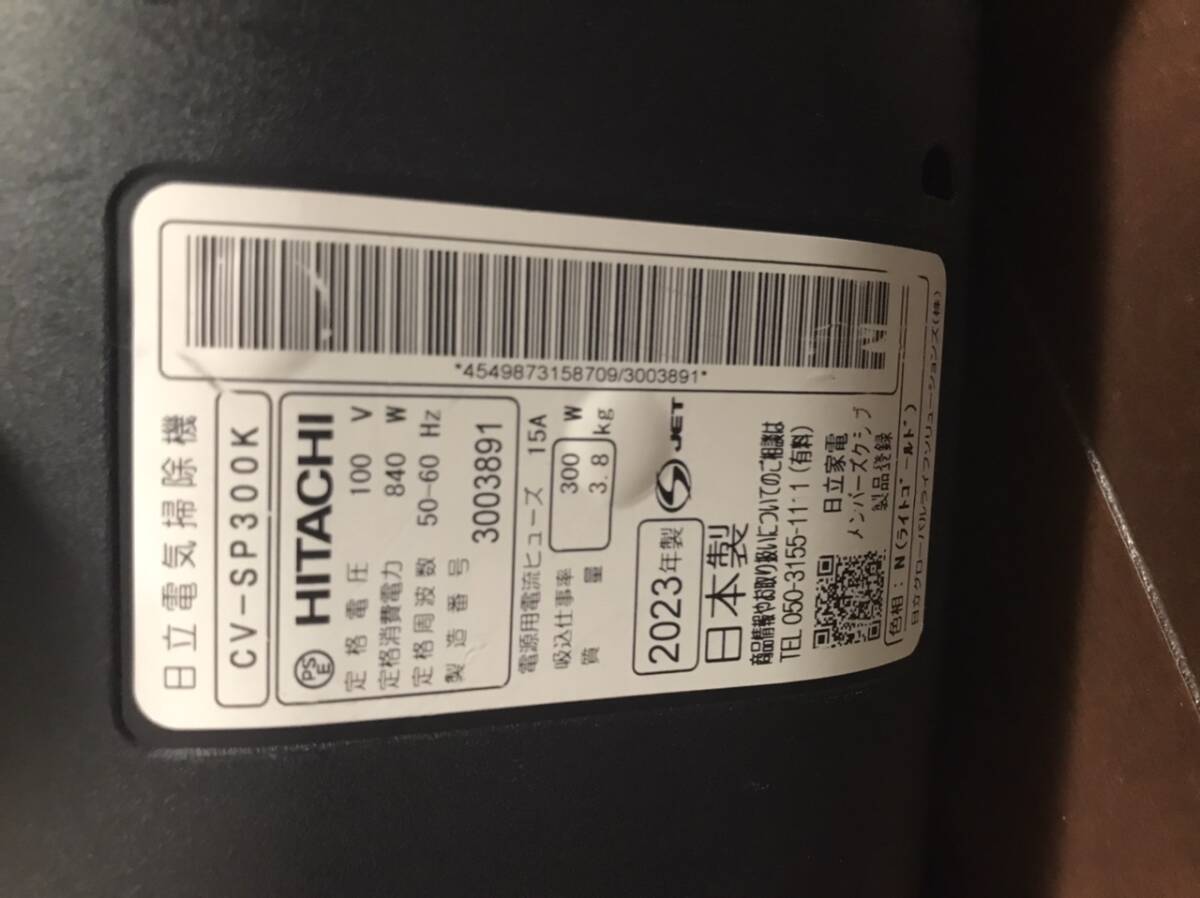 *4549873158709/3003891*
日立電気掃除機
CV-SP300K
PSE HITACHI
定格電圧 100 V
定格消費電力 840 W
定格周波数 50-60 Hz
製造番号 3003891
電源用電流ヒューズ 15A
吸込仕事率 300 W
質量 3.8 kg
2023年製 S JET
日本製
商品情報やお取り扱いについてのご相談は
TEL 050-3155-1111 (有料)
日立家電
メンバーズクラブ
製品登録
色相:N(ライトゴールド)
日立グローバルライフソリューションズ(株)